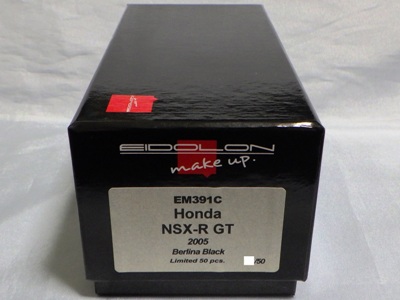 EIDOLON
make up.
EM391C
Honda
NSX-R GT
2005
Berlina Black
Limited 50 pcs. /50